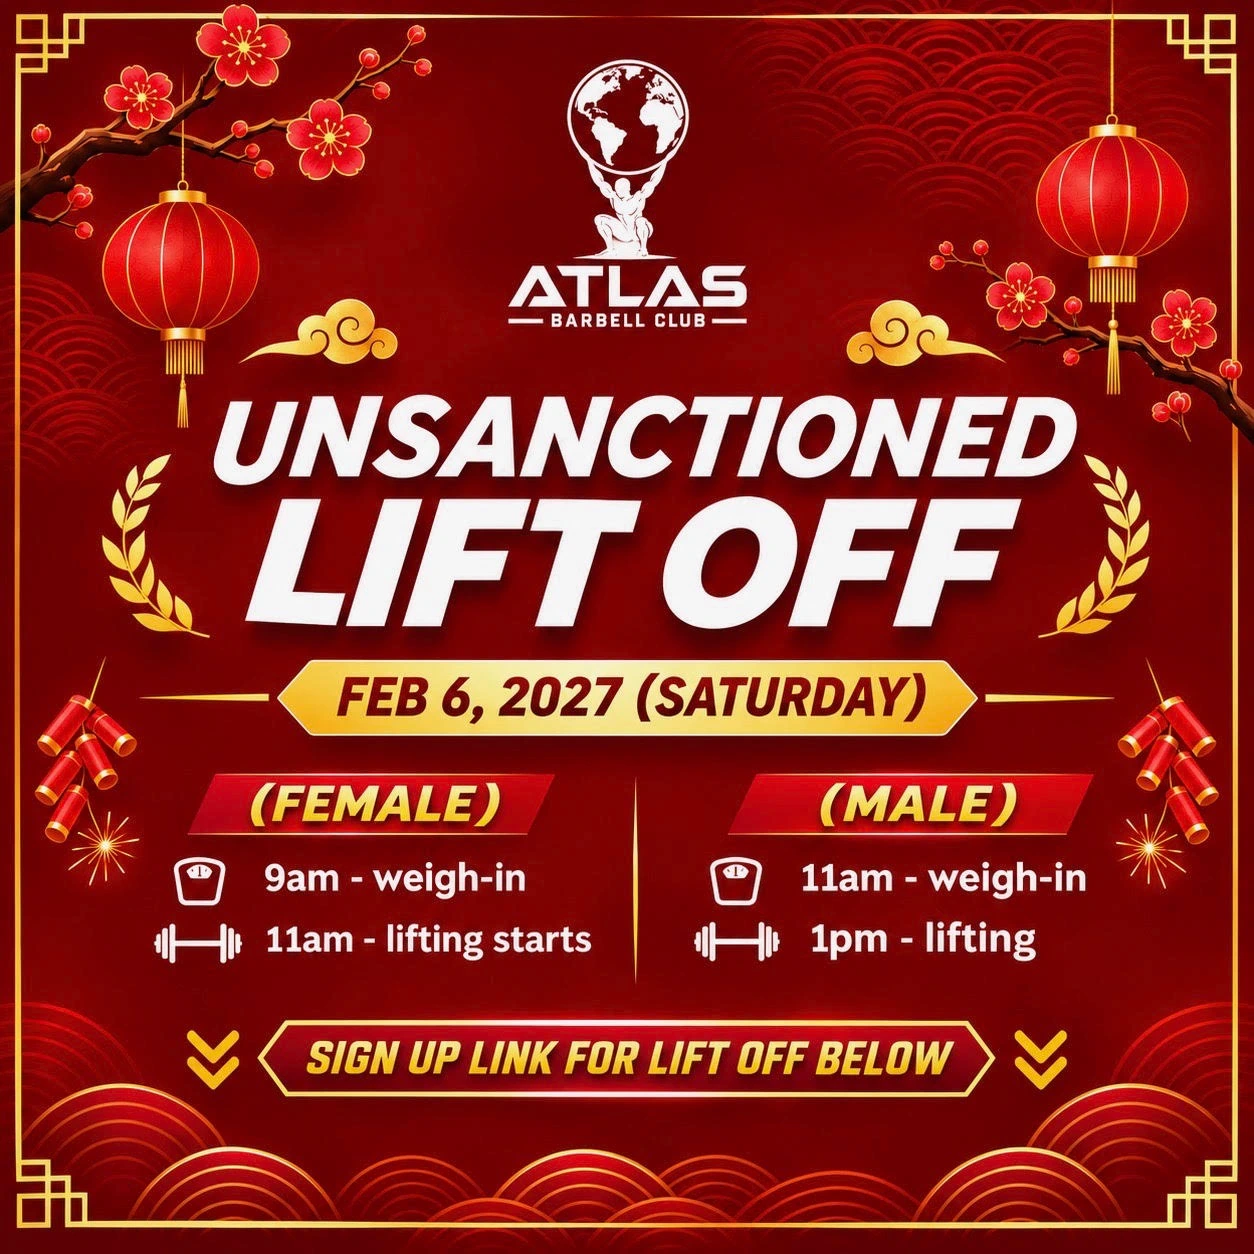 ATLAS
BARBELL CLUB
UNSANCTIONED
LIFT OFF
FEB 6, 2027 (SATURDAY)
(FEMALE)
9am - weigh-in
11am - lifting starts
(MALE)
11am - weigh-in
1pm - lifting
SIGN UP LINK FOR LIFT OFF BELOW